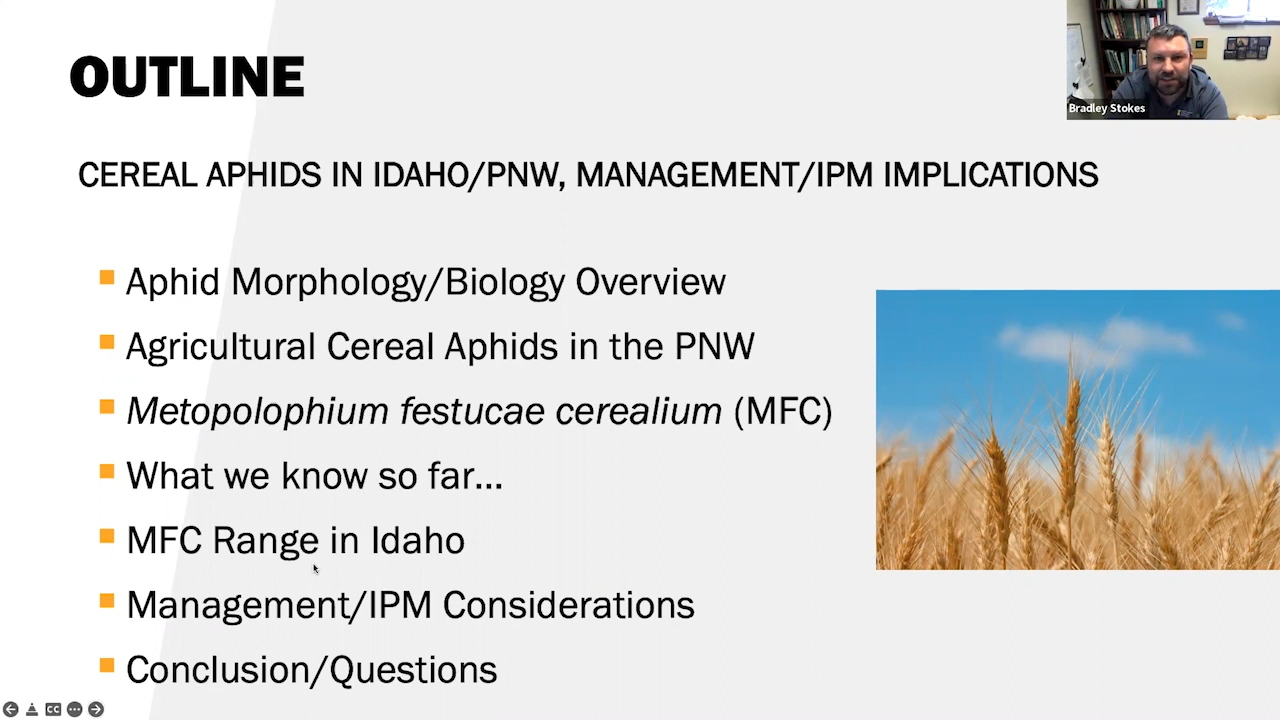 OUTLINE
Bradley Stokes
CEREAL APHIDS IN IDAHO/PNW, MANAGEMENT/IPM IMPLICATIONS
Aphid Morphology/Biology Overview
Agricultural Cereal Aphids in the PNW
Metopolophium festucae cerealium (MFC)
What we know so far...
MFC Range in Idaho
Management/IPM Considerations
Conclusion/Questions
CC